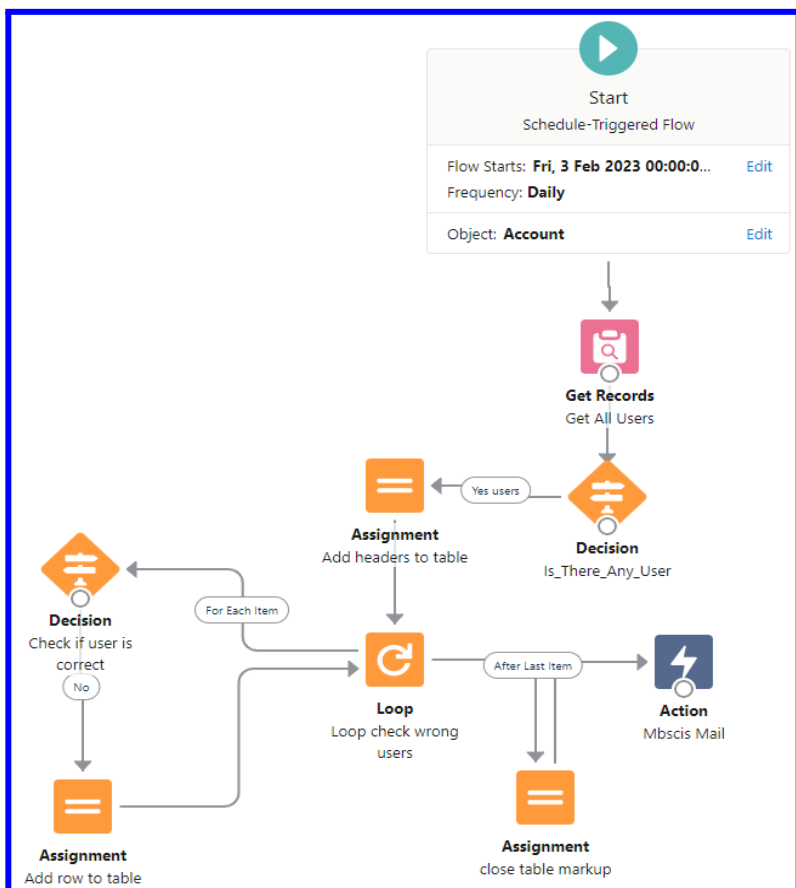 Start
Schedule-Triggered Flow
Flow Starts: Fri, 3 Feb 2023 00:00:0... Edit
Frequency: Daily
Object: Account Edit
Get Records
Get All Users
Yes users
Decision
Is_There_Any_User
Assignment
Add headers to table
For Each Item
Decision
Check if user is
correct
No
Loop
Loop check wrong
users
After Last Item
Action
Mbscis Mail
Assignment
Add row to table
Assignment
close table markup